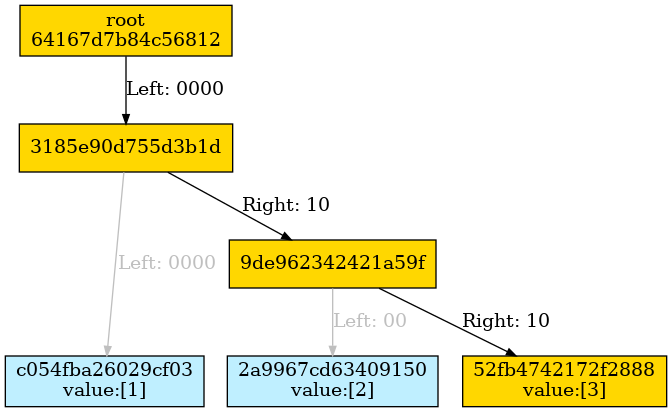 root
64167d7b84c56812
Left: 0000
3185e90d755d3b1d
Right: 10
9de962342421a59f
Left: 0000
Left: 00
Right: 10
c054fba26029cf03
value:[1]
2a9967cd63409150
value:[2]
52fb4742172f2888
value:[3]